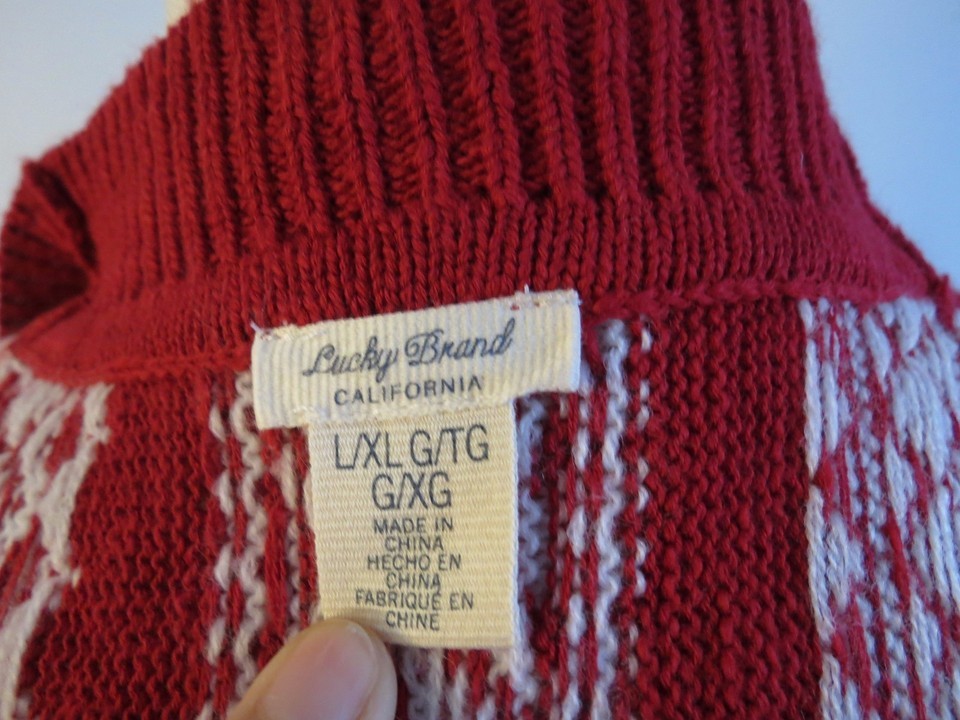 Lucky Brand
CALIFORNIA
L/XL G/TG
G/XG
MADE IN
CHINA
HECHO EN
CHINA
FABRIQUÉ EN
CHINE